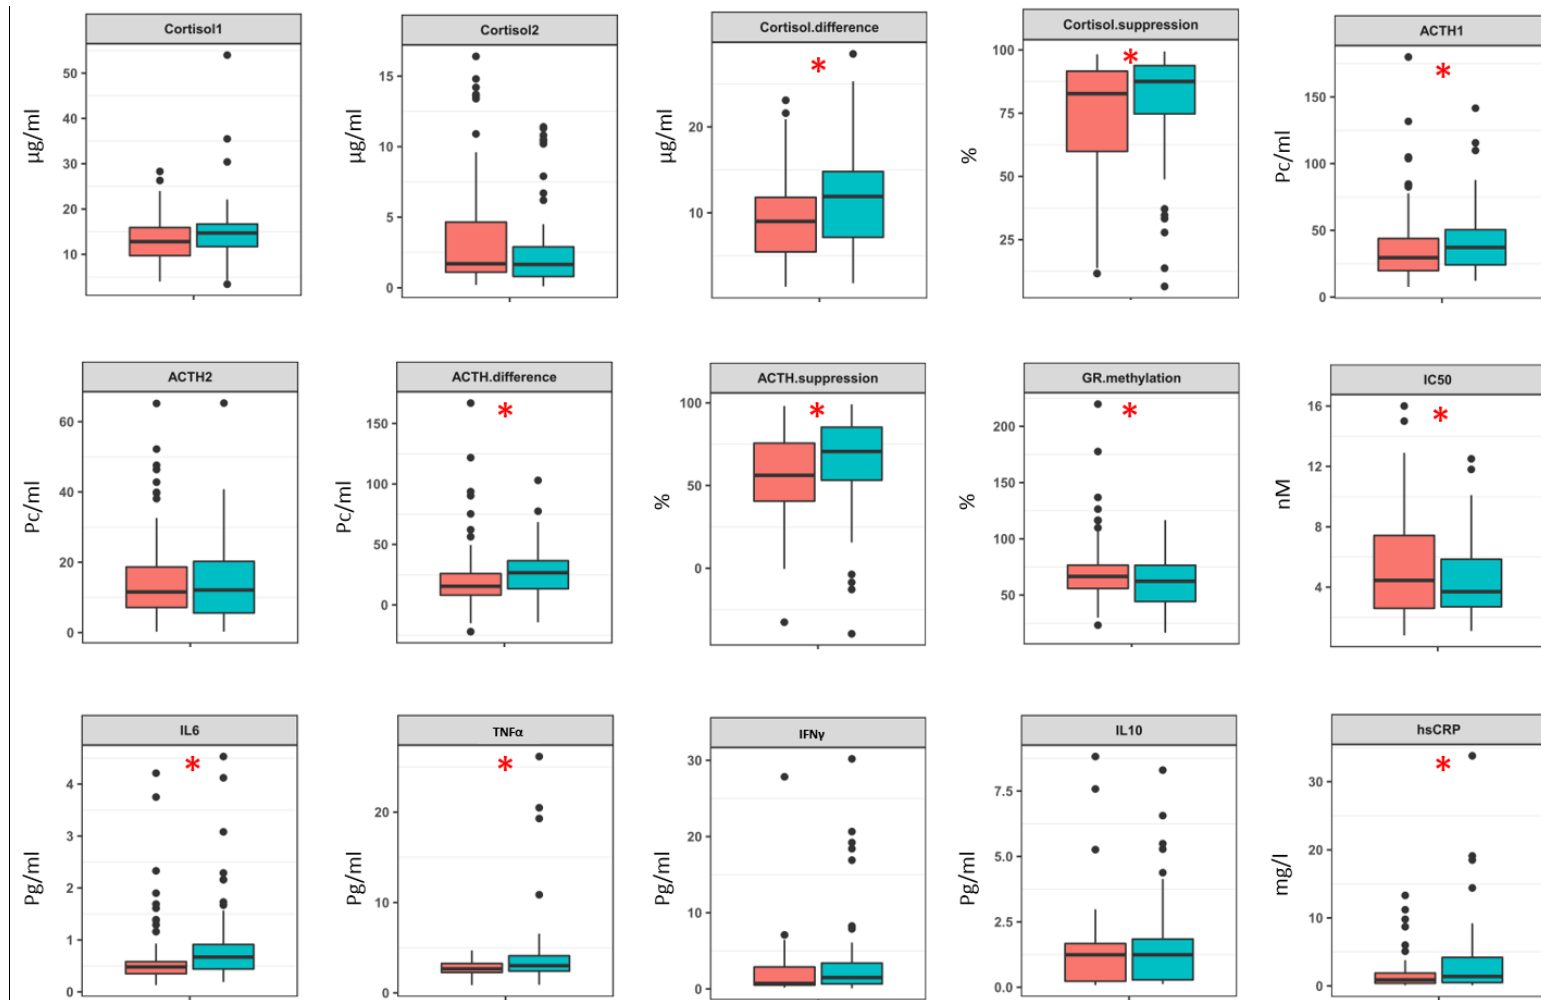 Cortisol1
µg/ml
50
40
30
20
10
Cortisol2
µg/ml
15
10
5
0
Cortisol.difference
*
µg/ml
20
10
Cortisol.suppression
*
%
100
75
50
25
ACTH1
*
Pc/ml
150
100
50
0
ACTH2
Pc/ml
60
40
20
0
ACTH.difference
*
Pc/ml
150
100
50
0
ACTH.suppression
*
%
100
50
0
GR.methylation
*
%
200
150
100
50
IC50
*
nM
16
12
8
4
IL6
*
Pg/ml
4
3
2
1
0
TNFα
*
Pg/ml
20
10
0
IFNγ
Pg/ml
30
20
10
0
IL10
Pg/ml
7.5
5.0
2.5
0.0
hsCRP
*
mg/l
30
20
10
0